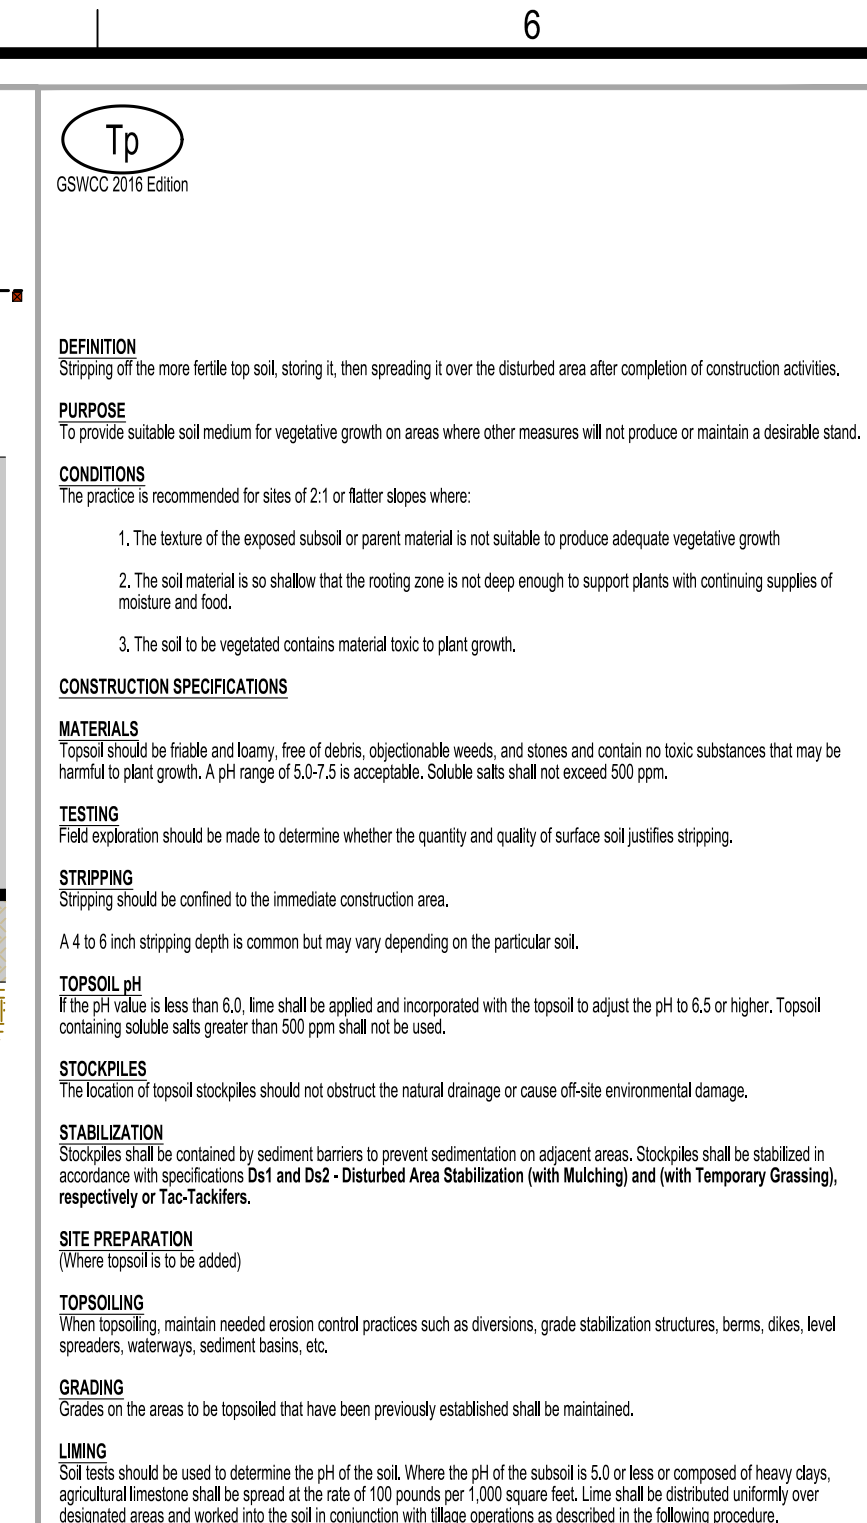 6
Tp
GSWCC 2016 Edition
DEFINITION
Stripping off the more fertile top soil, storing it, then spreading it over the disturbed area after completion of construction activities.
PURPOSE
To provide suitable soil medium for vegetative growth on areas where other measures will not produce or maintain a desirable stand.
CONDITIONS
The practice is recommended for sites of 2:1 or flatter slopes where:
1. The texture of the exposed subsoil or parent material is not suitable to produce adequate vegetative growth
2. The soil material is so shallow that the rooting zone is not deep enough to support plants with continuing supplies of
moisture and food.
3. The soil to be vegetated contains material toxic to plant growth.
CONSTRUCTION SPECIFICATIONS
MATERIALS
Topsoil should be friable and loamy, free of debris, objectionable weeds, and stones and contain no toxic substances that may be
harmful to plant growth. A pH range of 5.0-7.5 is acceptable. Soluble salts shall not exceed 500 ppm.
TESTING
Field exploration should be made to determine whether the quantity and quality of surface soil justifies stripping.
STRIPPING
Stripping should be confined to the immediate construction area.
A 4 to 6 inch stripping depth is common but may vary depending on the particular soil.
TOPSOIL pH
If the pH value is less than 6.0, lime shall be applied and incorporated with the topsoil to adjust the pH to 6.5 or higher. Topsoil
containing soluble salts greater than 500 ppm shall not be used.
STOCKPILES
The location of topsoil stockpiles should not obstruct the natural drainage or cause off-site environmental damage.
STABILIZATION
Stockpiles shall be contained by sediment barriers to prevent sedimentation on adjacent areas. Stockpiles shall be stabilized in
accordance with specifications Ds1 and Ds2 - Disturbed Area Stabilization (with Mulching) and (with Temporary Grassing),
respectively or Tac-Tackifers.
SITE PREPARATION
(Where topsoil is to be added)
TOPSOILING
When topsoiling, maintain needed erosion control practices such as diversions, grade stabilization structures, berms, dikes, level
spreaders, waterways, sediment basins, etc.
GRADING
Grades on the areas to be topsoiled that have been previously established shall be maintained.
LIMING
Soil tests should be used to determine the pH of the soil. Where the pH of the subsoil is 5.0 or less or composed of heavy clays,
agricultural limestone shall be spread at the rate of 100 pounds per 1,000 square feet. Lime shall be distributed uniformly over
designated areas and worked into the soil in conjunction with tillage operations as described in the following procedure.